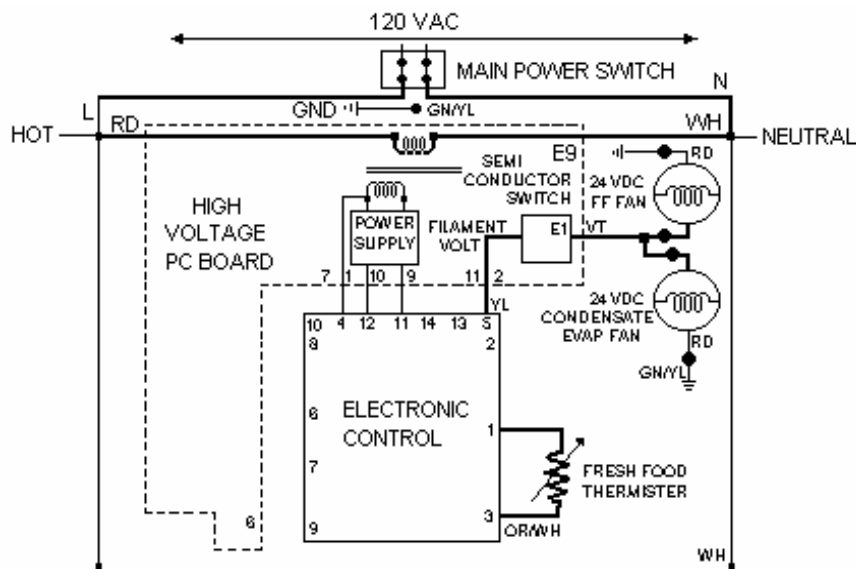 120 VAC
MAIN POWER SWITCH
N
L
GND
GN/YL
HOT
RD
WH
NEUTRAL
E9
RD
SEMI
CONDUCTOR
SWITCH
24 VDC
FF FAN
HIGH
VOLTAGE
PC BOARD
POWER
SUPPLY
FILAMENT
VOLT
E1
VT
7 1 10 9 11 2
24 VDC
CONDENSATE
EVAP FAN
YL
RD
GN/YL
10 4 12 11 14 13 5
8 2
6
ELECTRONIC
CONTROL
1
7
FRESH FOOD
THERMISTER
6
9
3
OR/WH
WH